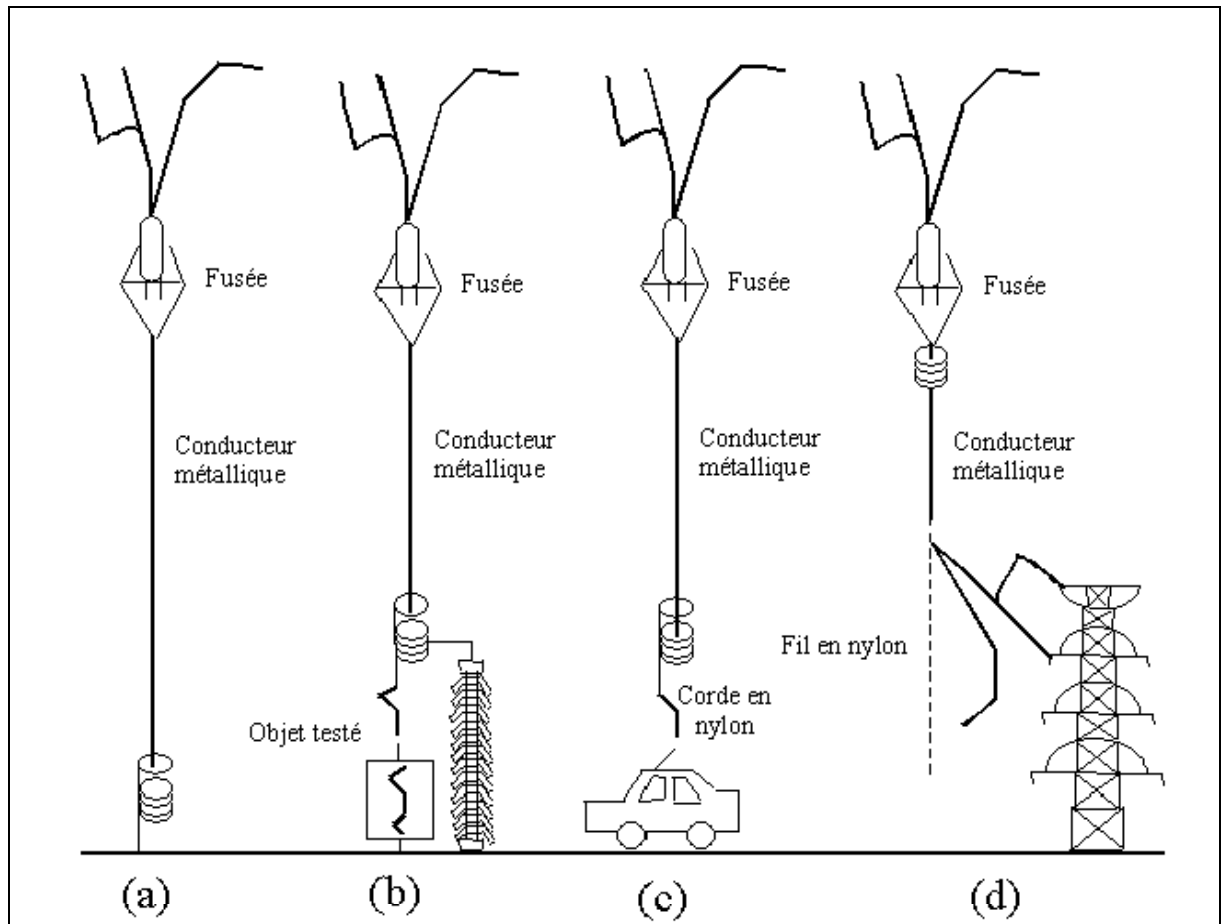 Fusée
Fusée
Fusée
Fusée
Conducteur
métallique
Conducteur
métallique
Conducteur
métallique
Conducteur
métallique
Fil en nylon
Corde en
nylon
Objet testé
(a)
(b)
(c)
(d)